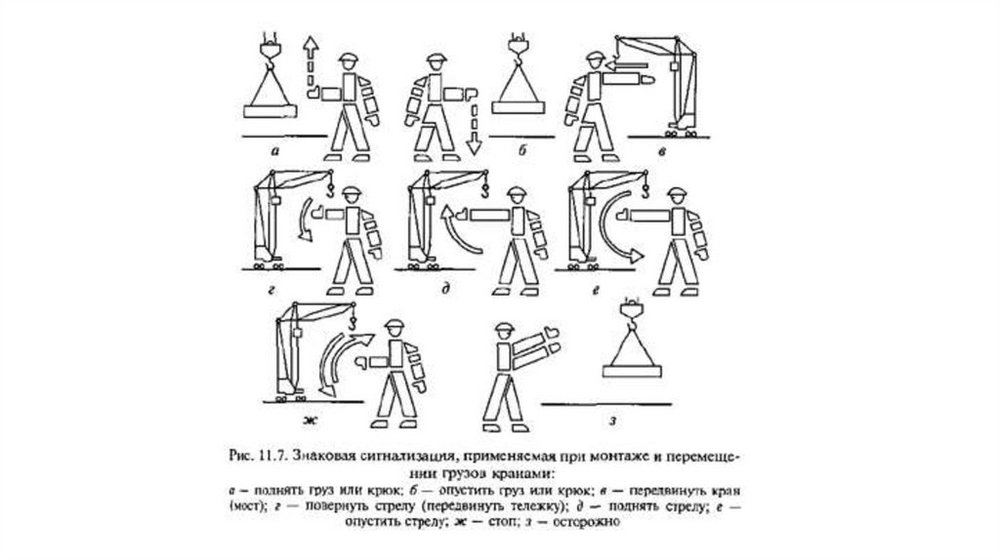 а
б
в
г
д
е
ж
з
Рис. 11.7. Знаковая сигнализация, применяемая при монтаже и перемеще-
нии грузов кранами:
а — поднять груз или крюк; б — опустить груз или крюк; в — передвинуть кран
(мост); г — повернуть стрелу (передвинуть тележку); д — поднять стрелу; е —
опустить стрелу; ж — стоп; з — осторожно